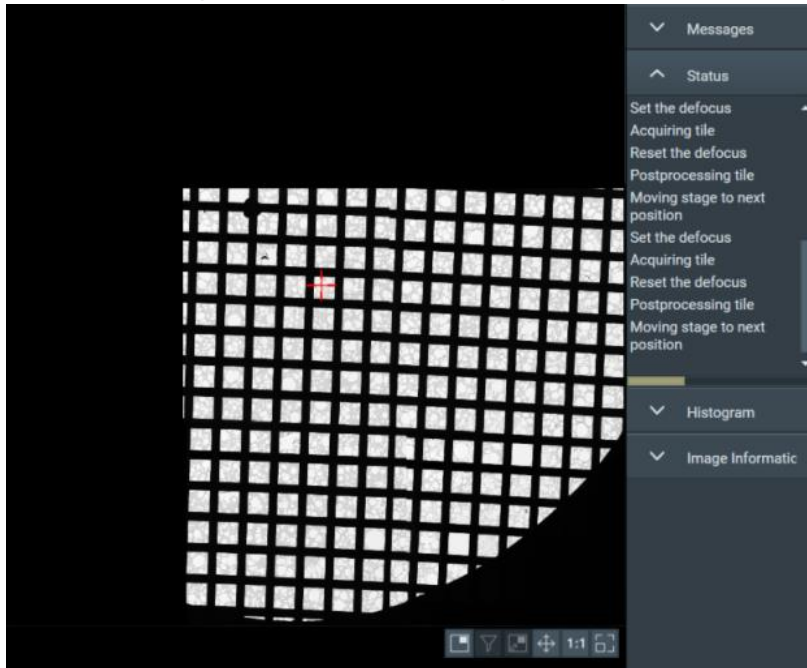 Messages
Status
Set the defocus
Acquiring tile
Reset the defocus
Postprocessing tile
Moving stage to next
position
Set the defocus
Acquiring tile
Reset the defocus
Postprocessing tile
Moving stage to next
position
Histogram
Image Informatic
1:1